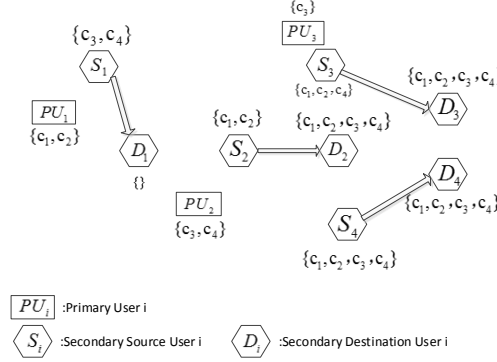 {c₃}
PU₃
{c₃, c₄}
S₁
S₃
{c₁, c₂, c₄}
{c₁, c₂, c₃, c₄}
D₃
PU₁
{c₁, c₂}
D₁
{}
{c₁, c₂}
S₂
{c₁, c₂, c₃, c₄}
D₂
D₄
{c₁, c₂, c₃, c₄}
PU₂
{c₃, c₄}
S₄
{c₁, c₂, c₃, c₄}
PUᵢ :Primary User i
Sᵢ :Secondary Source User i
Dᵢ :Secondary Destination User i